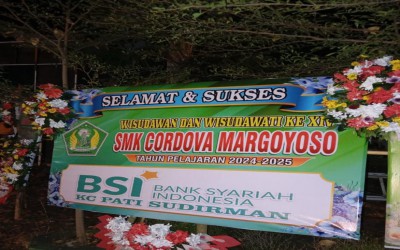 SELAMAT & SUKSES
WISUDAWAN DAN WISUDAWATI KE XII
SMK CORDOVA MARGOYOSO
TAHUN PELAJARAN 2024-2025
BSI BANK SYARIAH
INDONESIA
KC PATI SUDIRMAN